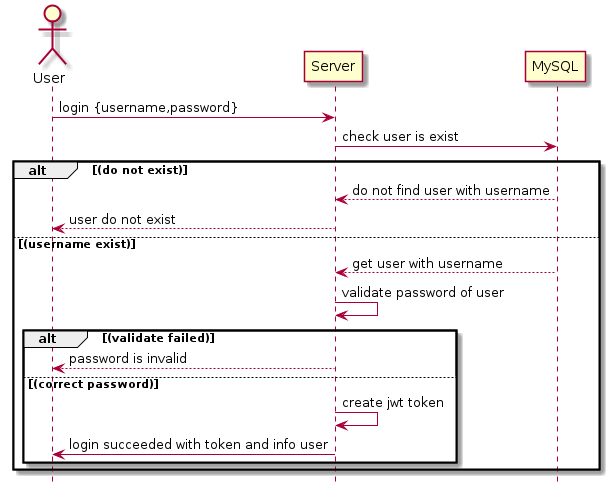 User
Server
MySQL
login {username,password}
check user is exist
alt [(do not exist)]
do not find user with username
user do not exist
[(username exist)]
get user with username
validate password of user
alt [(validate failed)]
password is invalid
[(correct password)]
create jwt token
login succeeded with token and info user